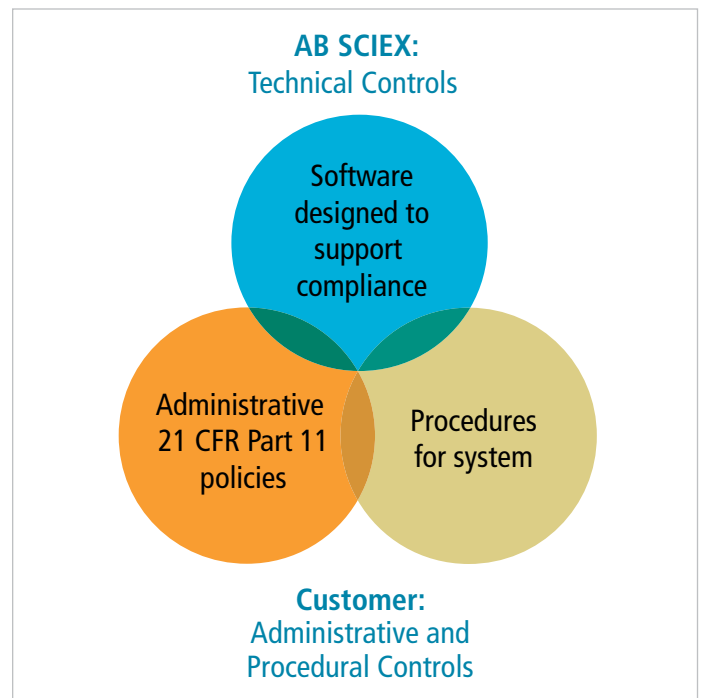 AB SCIEX:
Technical Controls
Software
designed to
support
compliance
Administrative
21 CFR Part 11
policies
Procedures
for system
Customer:
Administrative and
Procedural Controls